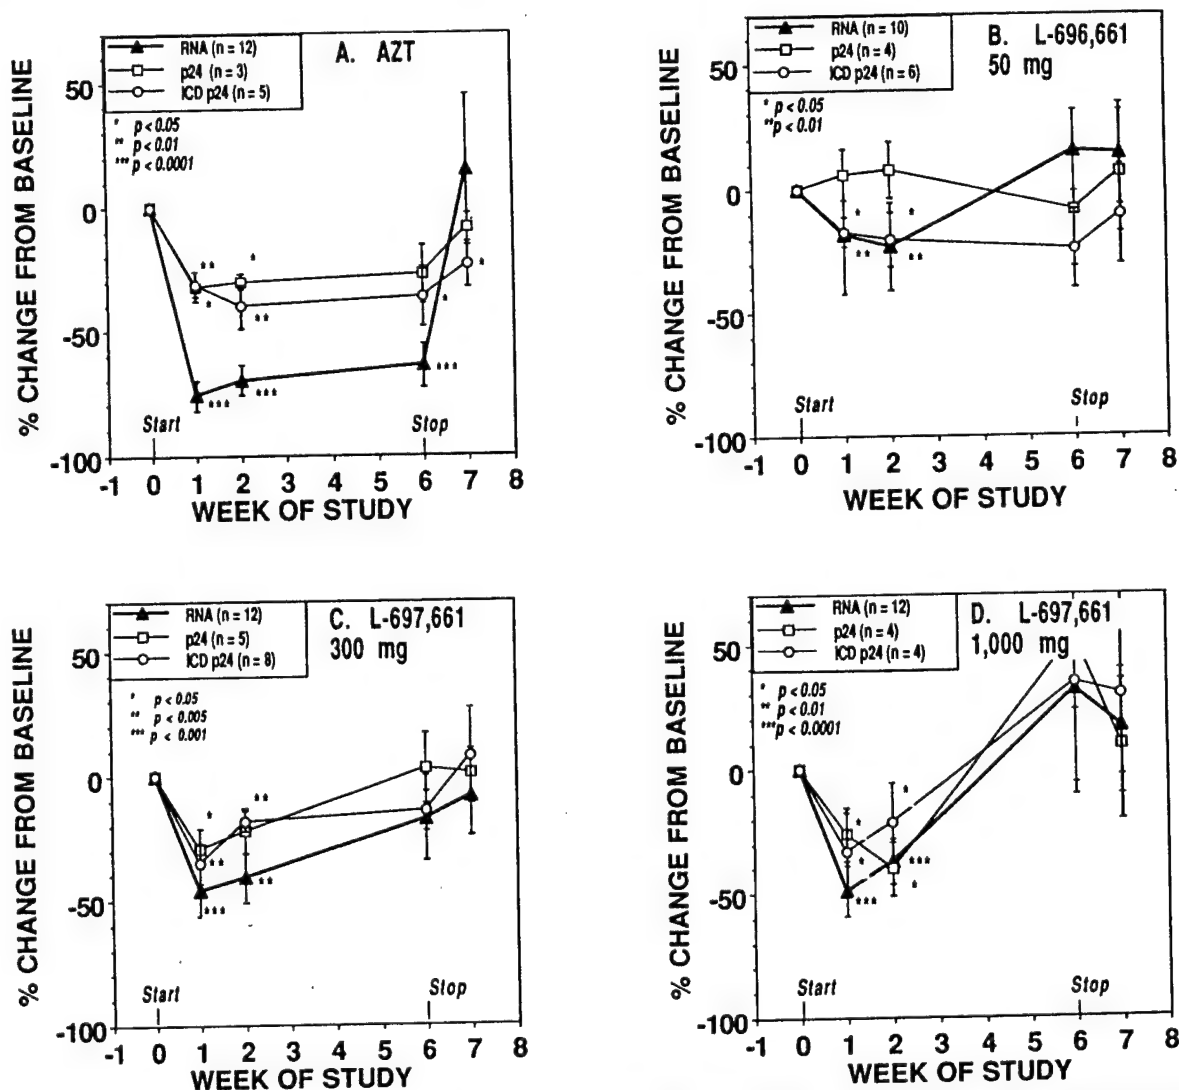 RNA (n = 12)
p24 (n = 3)
ICD p24 (n = 5)
A. AZT
* p < 0.05
** p < 0.01
*** p < 0.0001
% CHANGE FROM BASELINE
50
0
-50
-100
**
*
*
**
*
*
***
***
***
Start
Stop
-1 0 1 2 3 4 5 6 7 8
WEEK OF STUDY
RNA (n = 10)
p24 (n = 4)
ICD p24 (n = 6)
B. L-696,661
50 mg
* p < 0.05
**p < 0.01
% CHANGE FROM BASELINE
50
0
-50
-100
*
*
**
**
Start
Stop
-1 0 1 2 3 4 5 6 7 8
WEEK OF STUDY
RNA (n = 12)
p24 (n = 5)
ICD p24 (n = 8)
C. L-697,661
300 mg
* p < 0.05
** p < 0.005
*** p < 0.001
% CHANGE FROM BASELINE
50
0
-50
-100
*
**
**
**
***
Start
Stop
-1 0 1 2 3 4 5 6 7 8
WEEK OF STUDY
RNA (n = 12)
p24 (n = 4)
ICD p24 (n = 4)
D. L-697,661
1,000 mg
* p < 0.05
** p < 0.01
***p < 0.0001
% CHANGE FROM BASELINE
50
0
-50
-100
*
*
*
***
*
***
Start
Stop
-1 0 1 2 3 4 5 6 7 8
WEEK OF STUDY